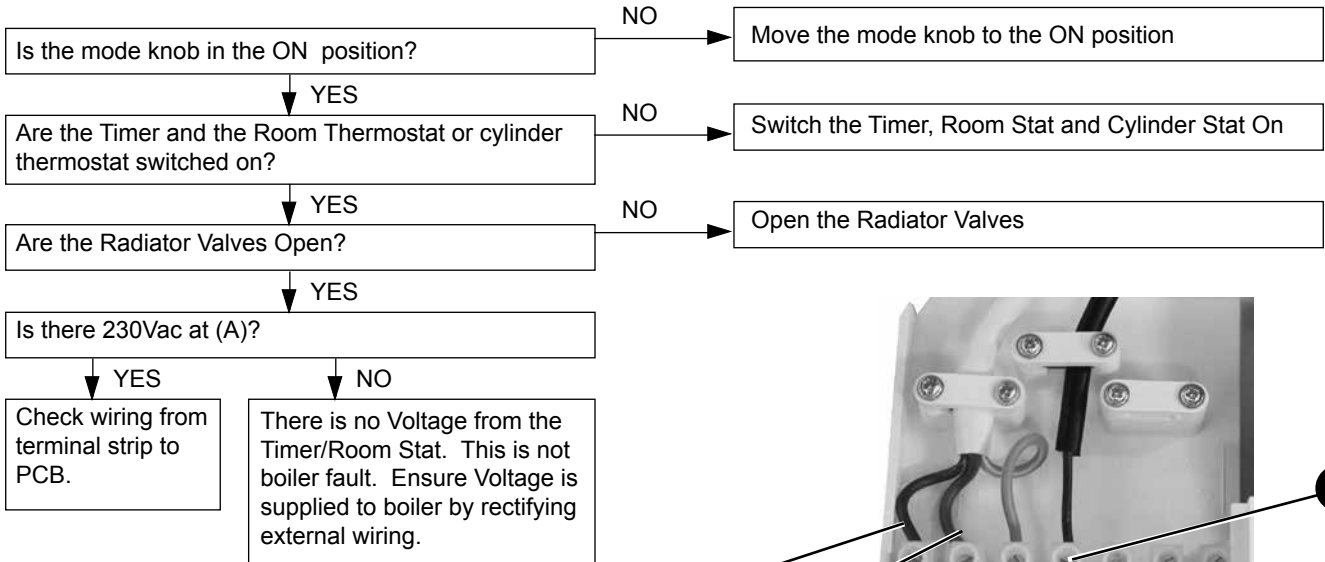 NO
Is the mode knob in the ON position?
Move the mode knob to the ON position
YES
NO
Are the Timer and the Room Thermostat or cylinder
thermostat switched on?
Switch the Timer, Room Stat and Cylinder Stat On
YES
NO
Are the Radiator Valves Open?
Open the Radiator Valves
YES
Is there 230Vac at (A)?
YES
NO
Check wiring from
terminal strip to
PCB.
There is no Voltage from the
Timer/Room Stat. This is not
boiler fault. Ensure Voltage is
supplied to boiler by rectifying
external wiring.